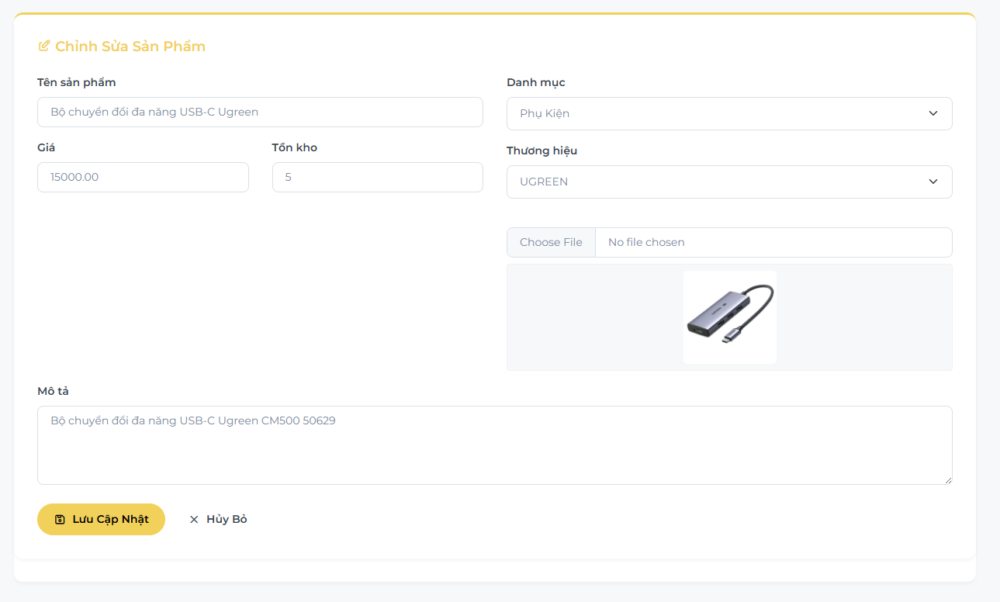 Chỉnh Sửa Sản Phẩm
Tên sản phẩm
Bộ chuyển đổi đa năng USB-C Ugreen
Danh mục
Phụ Kiện
Giá
15000.00
Tồn kho
5
Thương hiệu
UGREEN
Choose File
No file chosen
Mô tả
Bộ chuyển đổi đa năng USB-C Ugreen CM500 50629
Lưu Cập Nhật
Hủy Bỏ